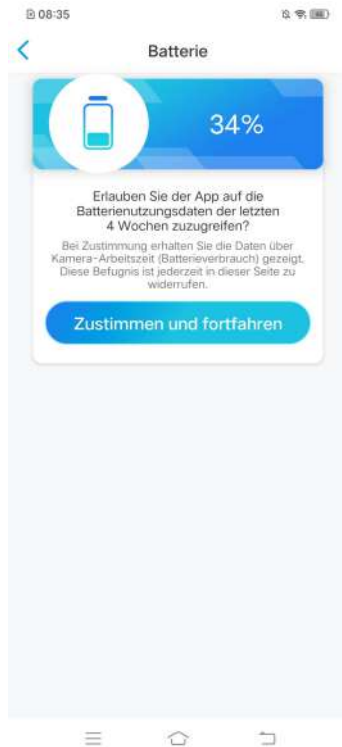 08:35
Batterie
34%
Erlauben Sie der App auf die
Batterienutzungsdaten der letzten
4 Wochen zuzugreifen?
Bei Zustimmung erhalten Sie die Daten über
Kamera-Arbeitszeit (Batterieverbrauch) gezeigt.
Diese Befugnis ist jederzeit in dieser Seite zu
widerrufen.
Zustimmen und fortfahren